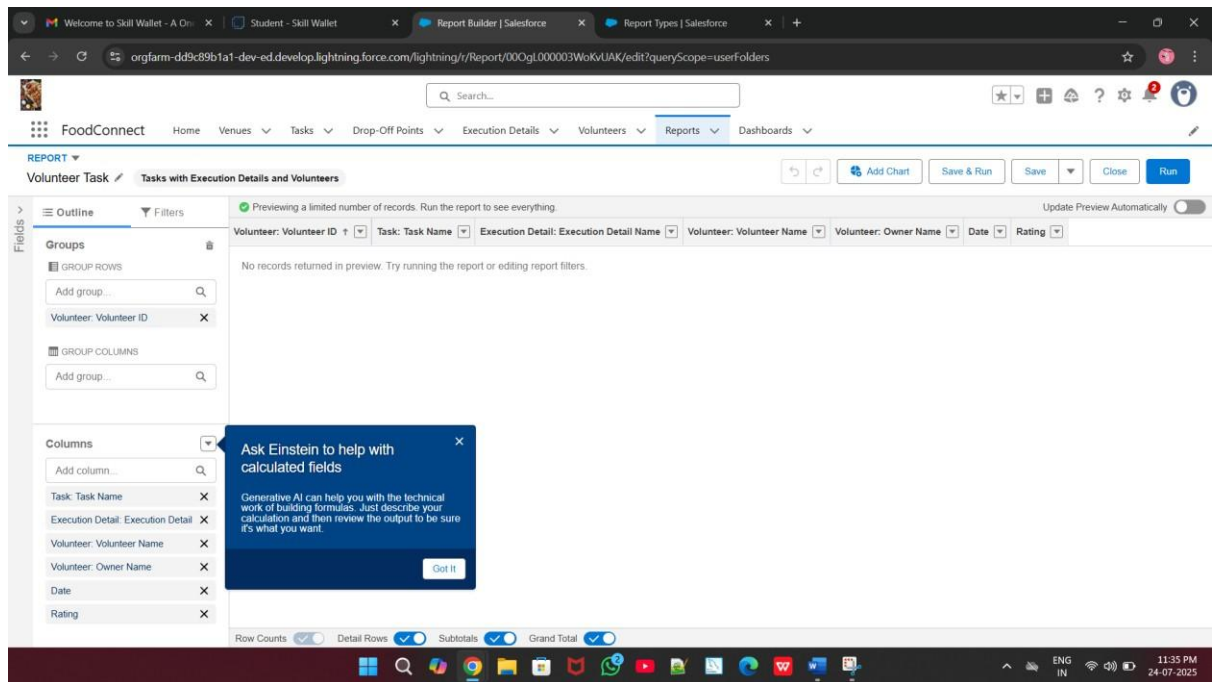 Welcome to Skill Wallet - A On
Student - Skill Wallet
Report Builder | Salesforce
Report Types | Salesforce
orgfarm-dd9c89b1a1-dev-ed.develop.lightning.force.com/lightning/r/Report/00OgL000003WoKvUAK/edit?queryScope=userFolders
Search...
2
FoodConnect Home Venues Tasks Drop-Off Points Execution Details Volunteers Reports Dashboards
REPORT
Volunteer Task Tasks with Execution Details and Volunteers
Add Chart Save & Run Save Close Run
Fields
Outline Filters
Previewing a limited number of records. Run the report to see everything.
Update Preview Automatically
Volunteer: Volunteer ID Task: Task Name Execution Detail: Execution Detail Name Volunteer: Volunteer Name Volunteer: Owner Name Date Rating
No records returned in preview. Try running the report or editing report filters.
Groups
GROUP ROWS
Add group...
Volunteer: Volunteer ID
GROUP COLUMNS
Add group...
Columns
Add column...
Task: Task Name
Execution Detail: Execution Detail
Volunteer: Volunteer Name
Volunteer: Owner Name
Date
Rating
Ask Einstein to help with
calculated fields
Generative AI can help you with the technical
work of building formulas. Just describe your
calculation and then review the output to be sure
it's what you want.
Got It
Row Counts Detail Rows Subtotals Grand Total
ENG
IN
11:35 PM
24-07-2025